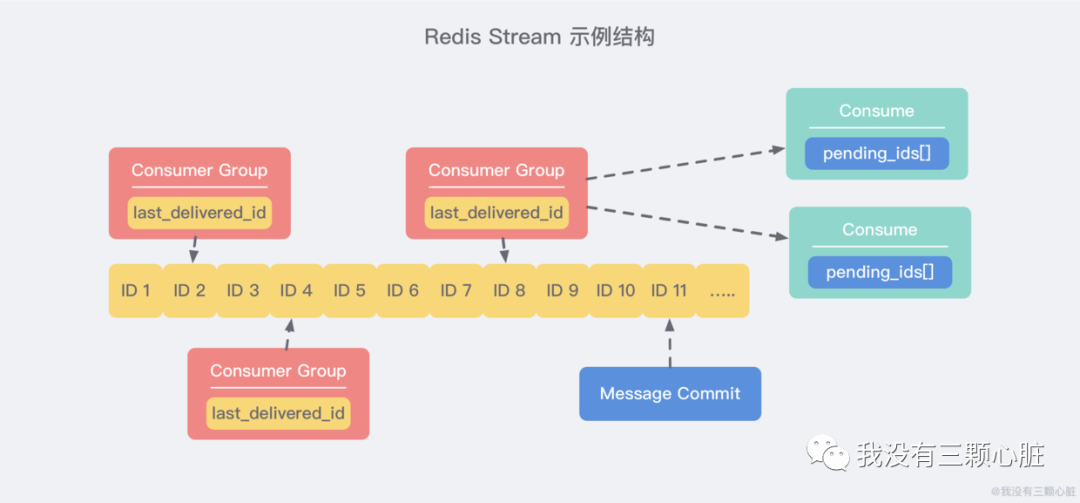 Redis Stream 示例结构
Consume
pending_ids[]
Consumer Group
last_delivered_id
Consumer Group
last_delivered_id
Consume
pending_ids[]
ID 1 ID 2 ID 3 ID 4 ID 5 ID 6 ID 7 ID 8 ID 9 ID 10 ID 11 .....
Consumer Group
last_delivered_id
Message Commit
我没有三颗心脏
@我没有三颗心脏